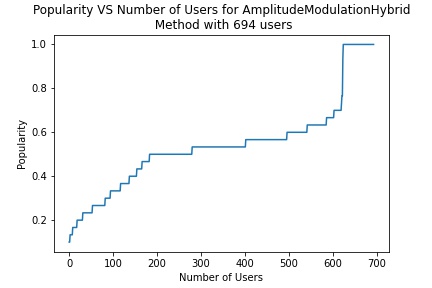 Popularity VS Number of Users for AmplitudeModulationHybrid
Method with 694 users
1.0
0.8
0.6
0.4
0.2
Popularity
0 100 200 300 400 500 600 700
Number of Users